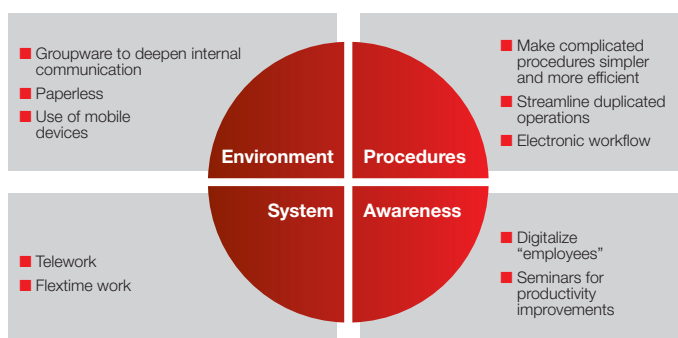 Groupware to deepen internal
communication
Paperless
Use of mobile
devices
Make complicated
procedures simpler
and more efficient
Streamline duplicated
operations
Electronic workflow
Environment
Procedures
System
Awareness
Telework
Flextime work
Digitalize
“employees”
Seminars for
productivity
improvements